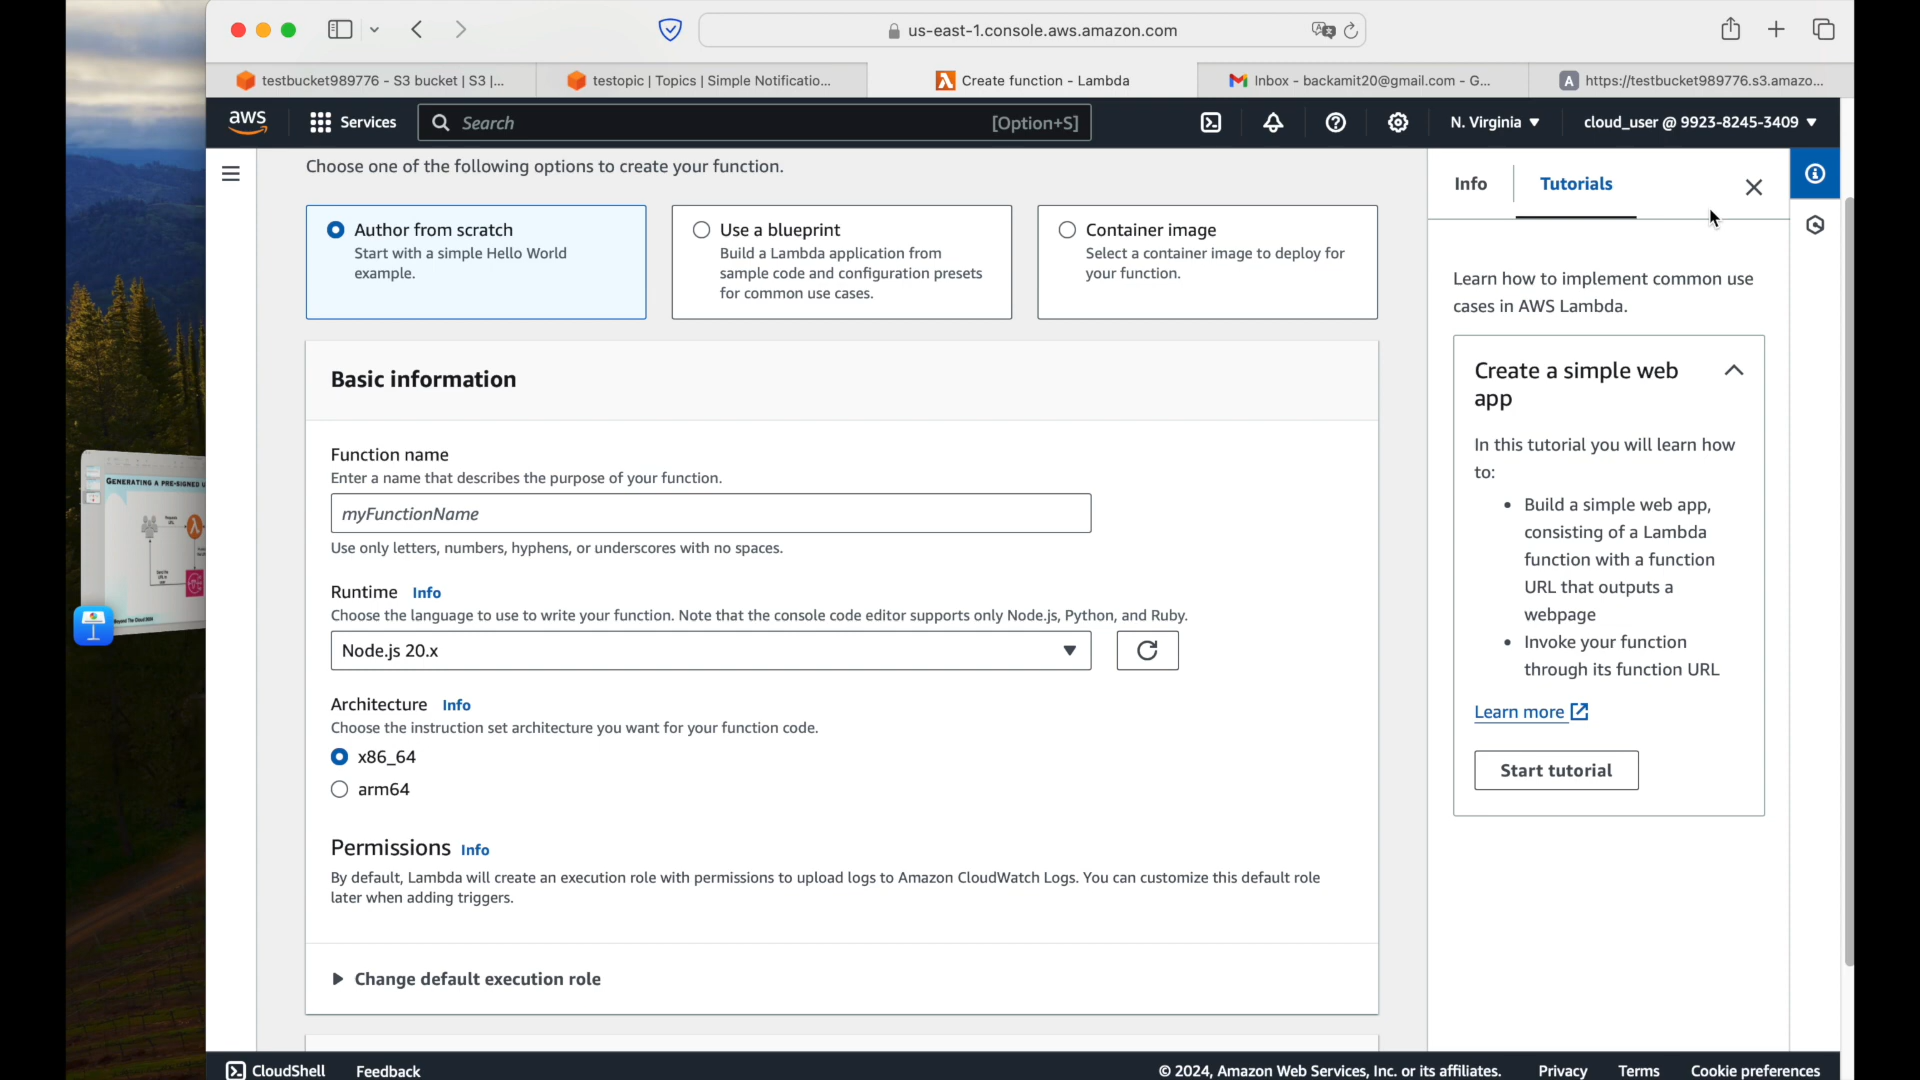 us-east-1.console.aws.amazon.com
testbucket989776 - S3 bucket | S3 |...
testopic | Topics | Simple Notificatio...
Create function - Lambda
Inbox - backamit20@gmail.com - G...
A https://testbucket989776.s3.amazo...
aws
Services
Search
[Option+S]
N. Virginia
cloud_user @ 9923-8245-3409
Choose one of the following options to create your function.
Author from scratch
Start with a simple Hello World
example.
Use a blueprint
Build a Lambda application from
sample code and configuration presets
for common use cases.
Container image
Select a container image to deploy for
your function.
Basic information
Function name
Enter a name that describes the purpose of your function.
myFunctionName
Use only letters, numbers, hyphens, or underscores with no spaces.
Runtime Info
Choose the language to use to write your function. Note that the console code editor supports only Node.js, Python, and Ruby.
Node.js 20.x
Architecture Info
Choose the instruction set architecture you want for your function code.
x86_64
arm64
Permissions Info
By default, Lambda will create an execution role with permissions to upload logs to Amazon CloudWatch Logs. You can customize this default role
later when adding triggers.
Change default execution role
Info
Tutorials
Learn how to implement common use
cases in AWS Lambda.
Create a simple web
app
In this tutorial you will learn how
to:
• Build a simple web app,
consisting of a Lambda
function with a function
URL that outputs a
webpage
• Invoke your function
through its function URL
Learn more
Start tutorial
GENERATING A PRE-SIGNED U
CloudShell
Feedback
© 2024, Amazon Web Services, Inc. or its affiliates.
Privacy
Terms
Cookie preferences